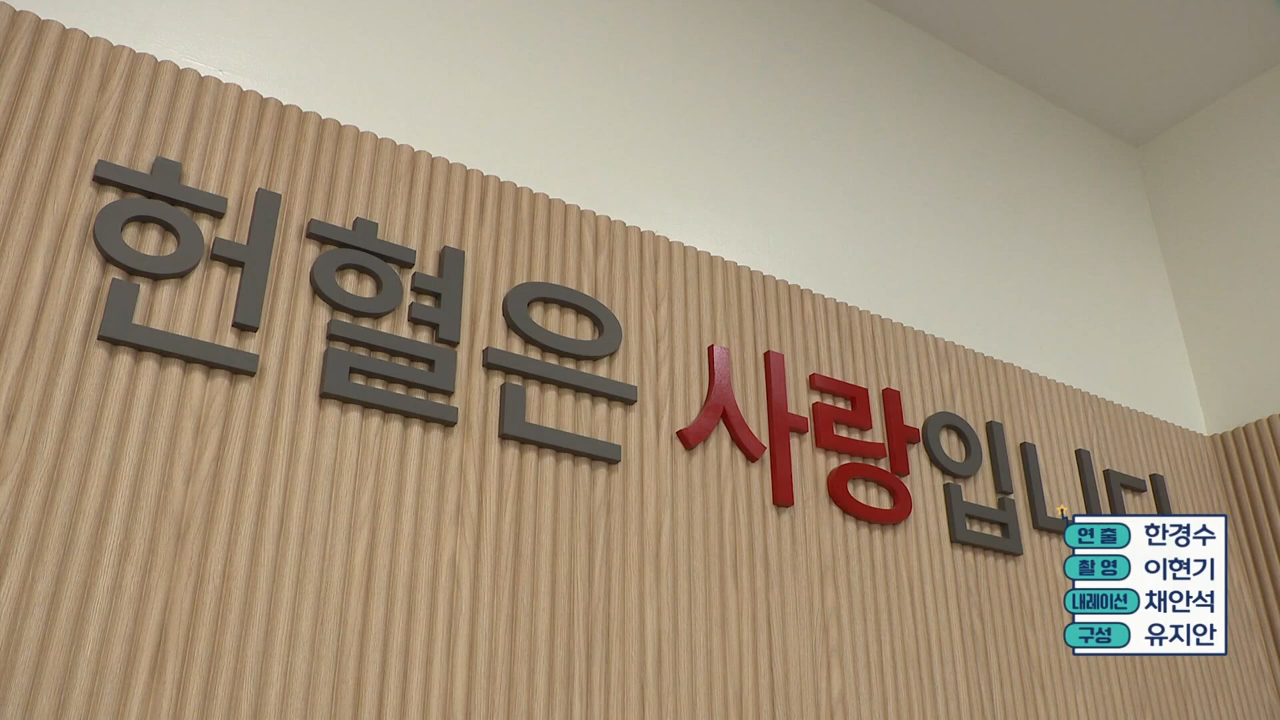 헌혈은 사랑입니다
연출 한경수
촬영 이현기
내레이션 채안석
구성 유지안